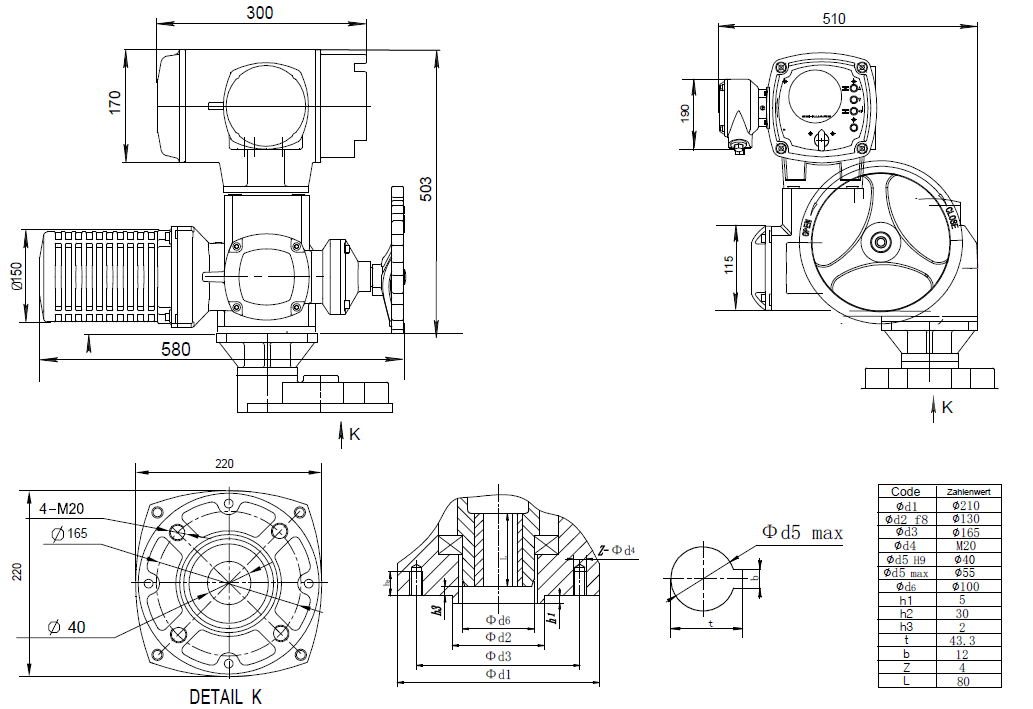 300
510
170
190
503
OPEN
CLOSE
Ø150
115
580
K
K
220
4-M20
Ø165
220
Ø 40
DETAIL K
Z-Φd4
L
h2
h3
h1
Φd6
Φd2
Φd3
Φd1
Φd5 max
b
t
Code Zahlenwert
Φd1 Φ210
Φd2 f8 Φ130
Φd3 Φ165
Φd4 M20
Φd5 H9 Φ40
Φd5 max Φ55
Φd6 Φ100
h1 5
h2 30
h3 2
t 43.3
b 12
Z 4
L 80